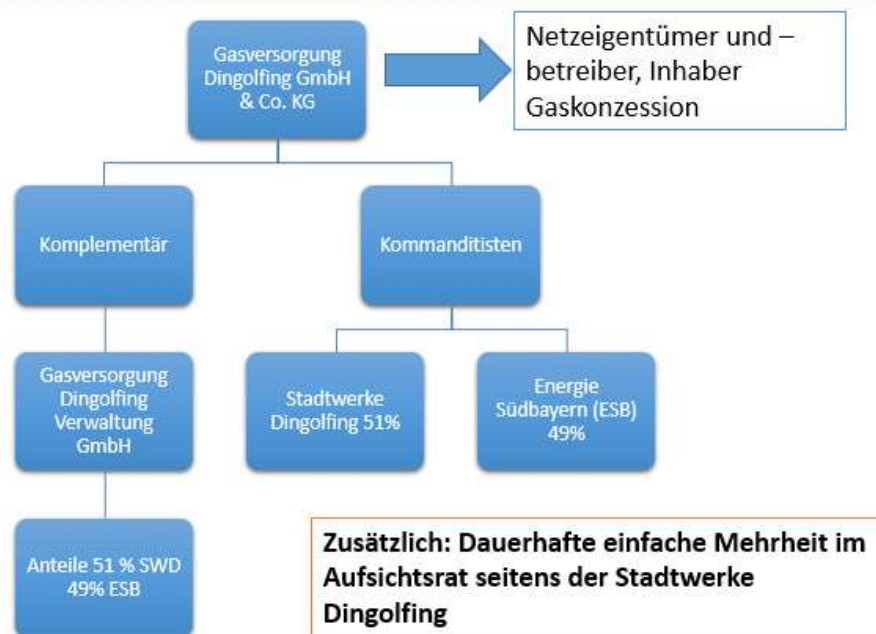 Gasversorgung
Dingolfing GmbH
& Co. KG
Netzeigentümer und –
betreiber, Inhaber
Gaskonzession
Komplementär
Kommanditisten
Gasversorgung
Dingolfing
Verwaltung
GmbH
Stadtwerke
Dingolfing 51%
Energie
Südbayern (ESB)
49%
Anteile 51 % SWD
49% ESB
Zusätzlich: Dauerhafte einfache Mehrheit im
Aufsichtsrat seitens der Stadtwerke
Dingolfing